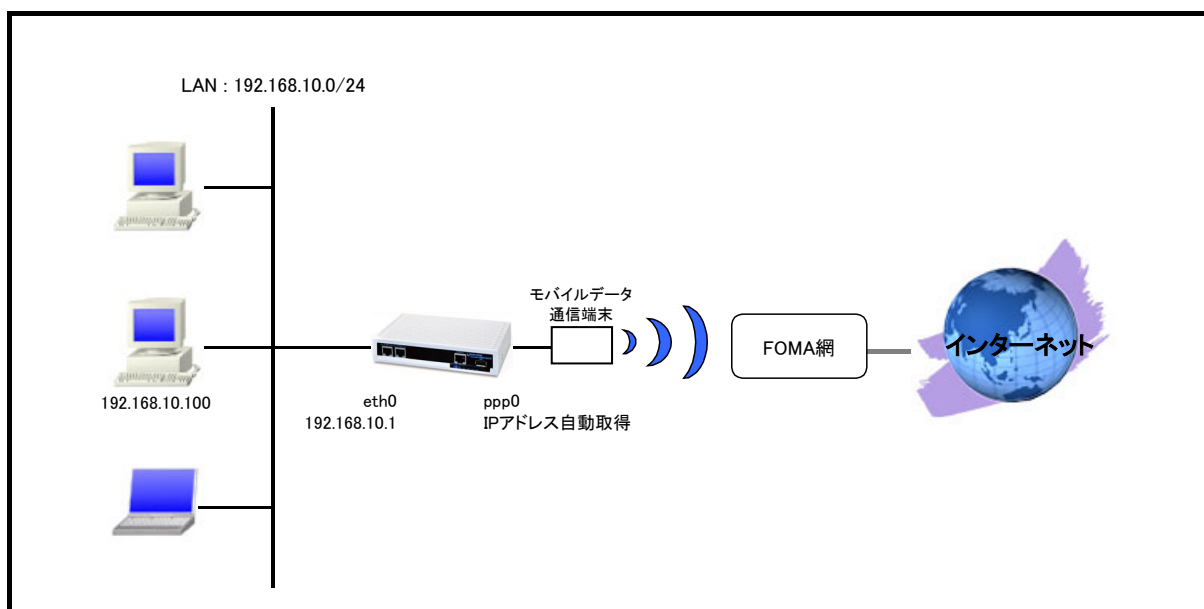 LAN : 192.168.10.0/24
モバイルデータ
通信端末
FOMA網
インターネット
192.168.10.100
eth0
192.168.10.1
ppp0
IPアドレス自動取得